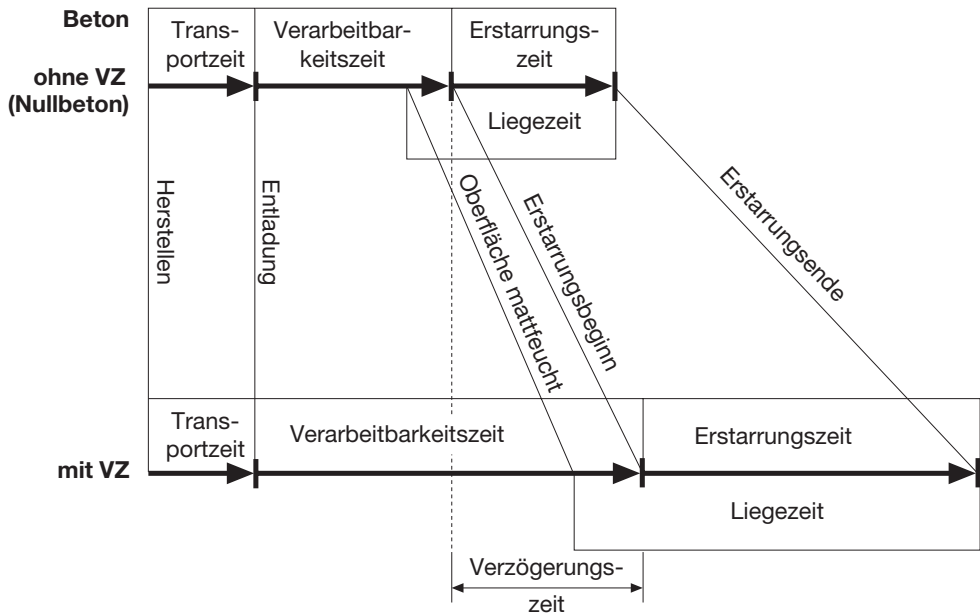 Beton
ohne VZ
(Nullbeton)
Trans-
portzeit
Verarbeitbar-
keitszeit
Erstarrungs-
zeit
Liegezeit
Herstellen
Entladung
Oberfläche mattfeucht
Erstarrungsbeginn
Erstarrungsende
mit VZ
Trans-
portzeit
Verarbeitbarkeitszeit
Erstarrungszeit
Liegezeit
Verzögerungs-
zeit